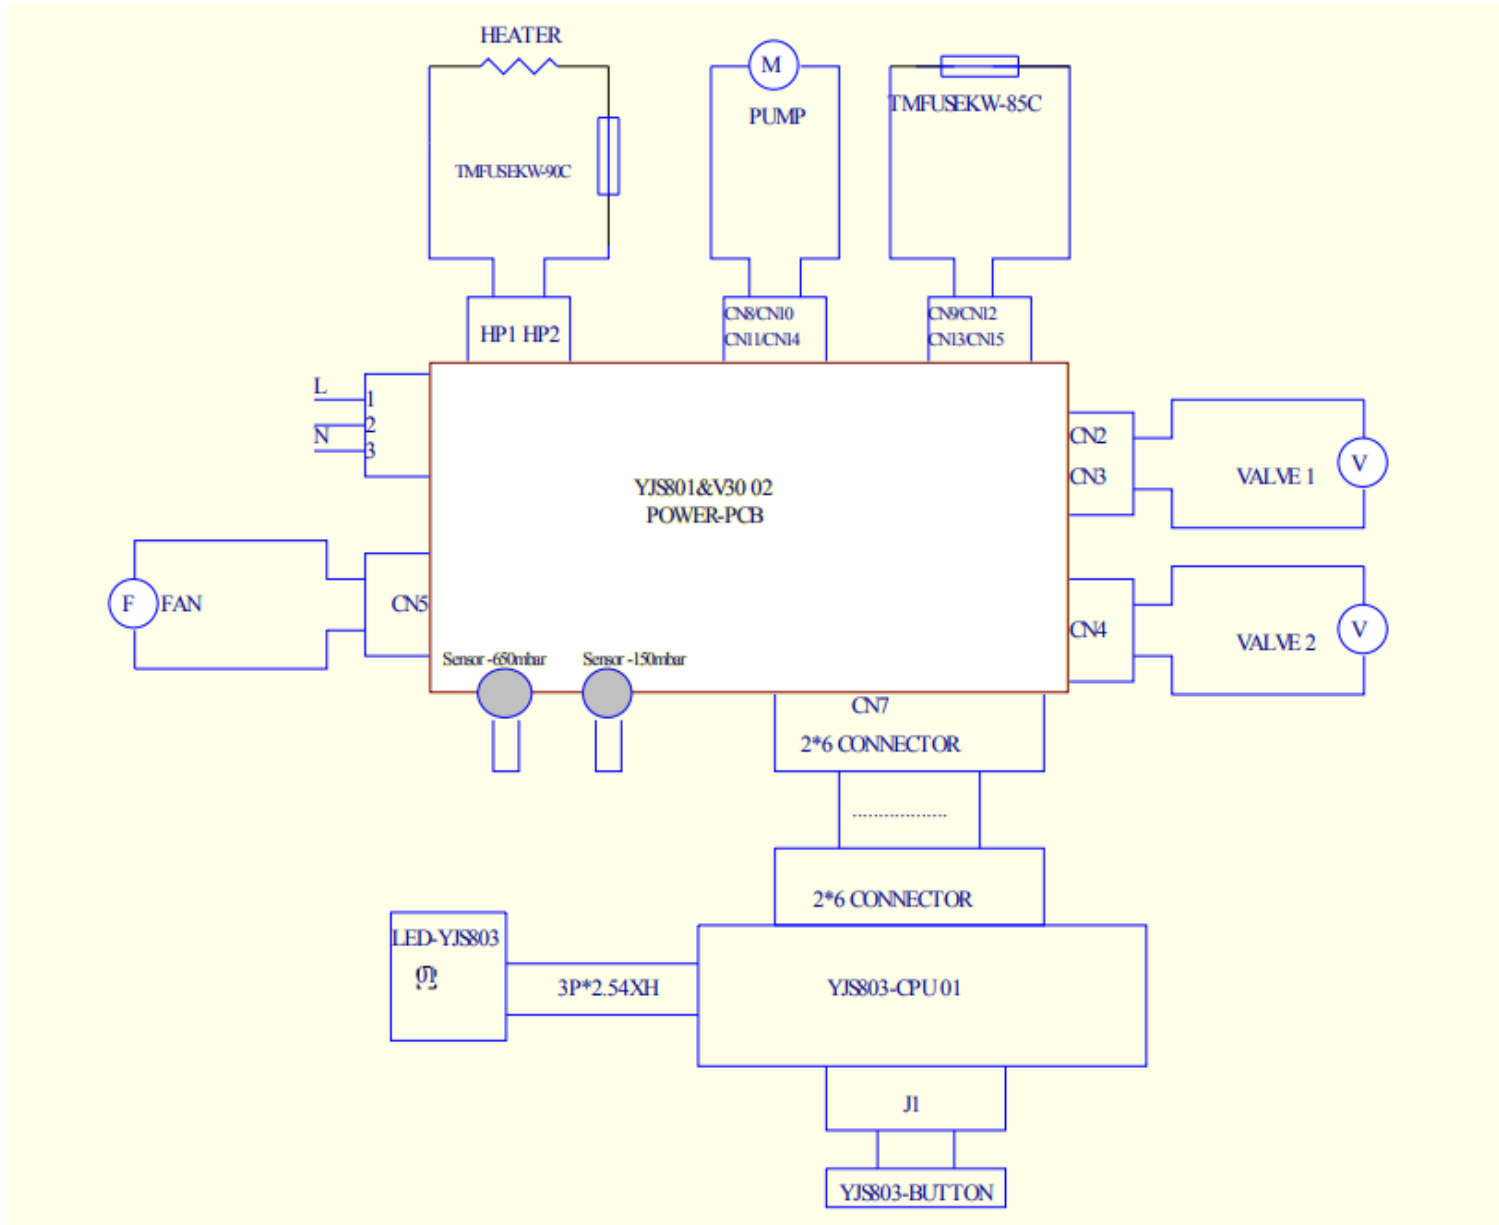 HEATER
M
PUMP
TMFUSEKW-85C
TMFUSEKW-90C
HP1 HP2
CN8/CN10
CN11/CN14
CN9/CN12
CN13/CN15
L
1
2
N
3
CN2
CN3
VALVE 1
V
YJS801&V30 02
POWER-PCB
F
FAN
CN5
CN4
VALVE 2
V
Sensor -650mbar
Sensor -150mbar
CN7
2*6 CONNECTOR
2*6 CONNECTOR
LED-YJS803
3P*2.54XH
YJS803-CPU 01
J1
YJS803-BUTTON